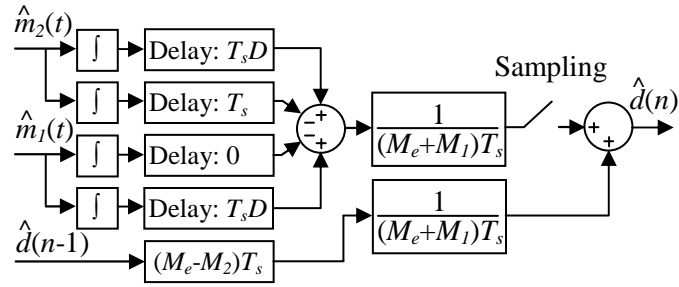 m̂₂(t)
∫ Delay: TₛD
∫ Delay: Tₛ
m̂₁(t)
∫ Delay: 0
∫ Delay: TₛD
d̂(n-1)
(Mₑ-M₂)Tₛ
+
−
−
+
1
(Mₑ+M₁)Tₛ
1
(Mₑ+M₁)Tₛ
Sampling
+
+
d̂(n)